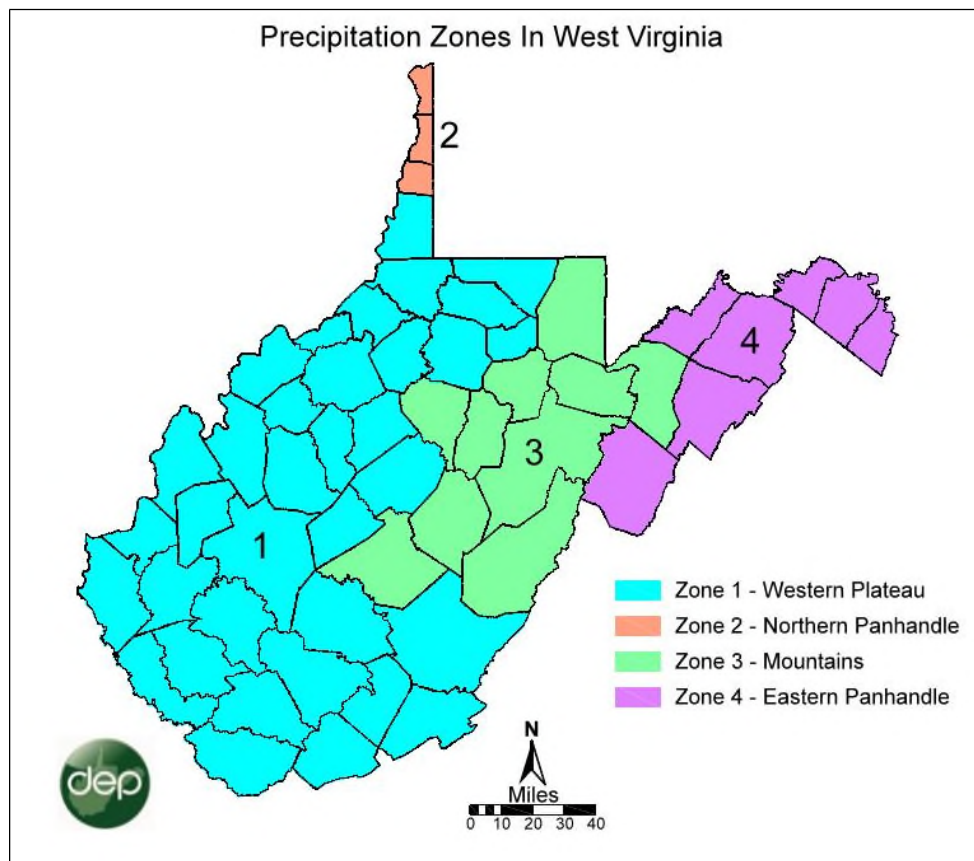 Precipitation Zones In West Virginia
2
4
3
1
Zone 1 - Western Plateau
Zone 2 - Northern Panhandle
Zone 3 - Mountains
Zone 4 - Eastern Panhandle
N
Miles
0 10 20 30 40
dep